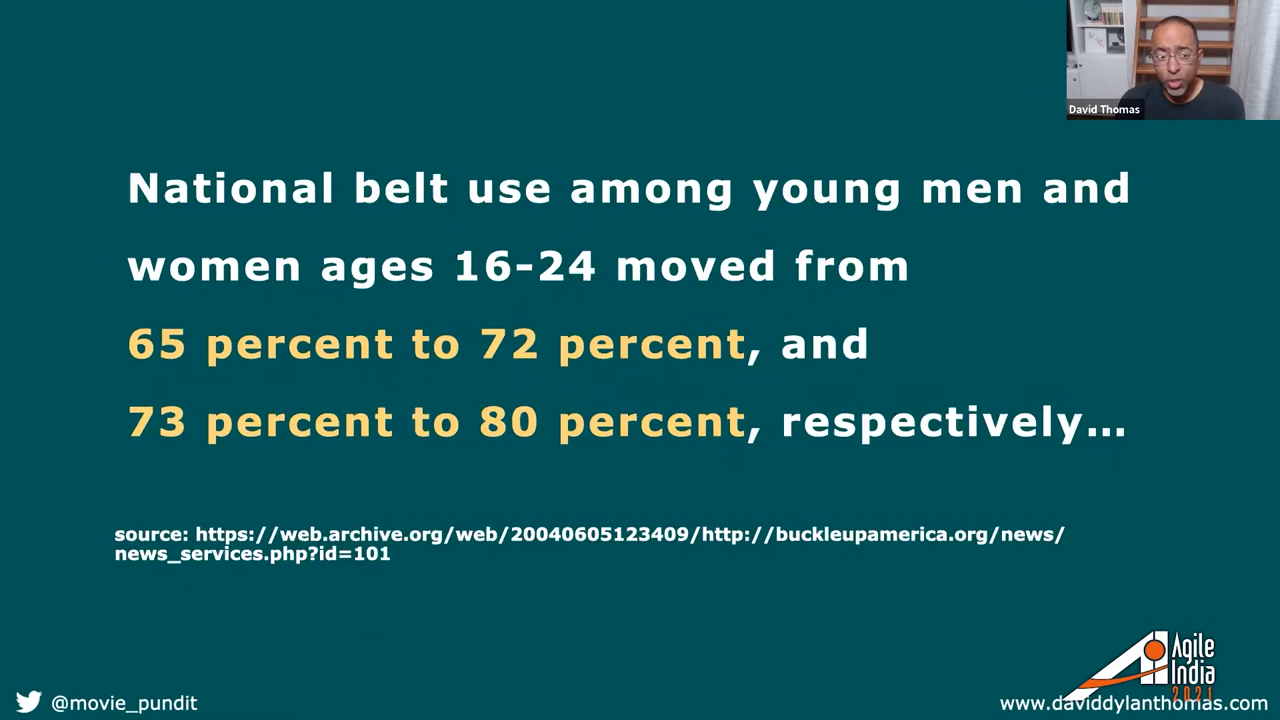 David Thomas
National belt use among young men and
women ages 16-24 moved from
65 percent to 72 percent, and
73 percent to 80 percent, respectively…
source: https://web.archive.org/web/20040605123409/http://buckleupamerica.org/news/
news_services.php?id=101
Agile
India
2021
@movie_pundit
www.daviddylanthomas.com